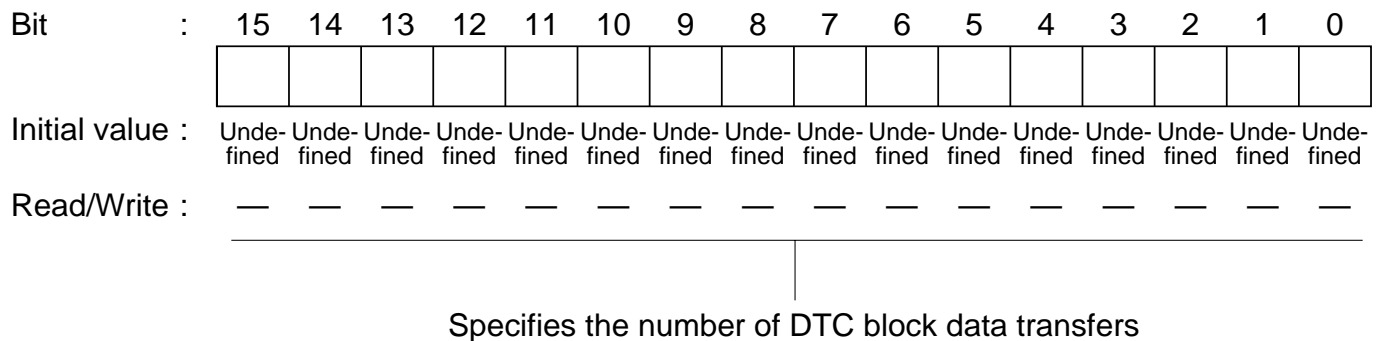 Bit : 15 14 13 12 11 10 9 8 7 6 5 4 3 2 1 0
Initial value : Unde- Unde- Unde- Unde- Unde- Unde- Unde- Unde- Unde- Unde- Unde- Unde- Unde- Unde- Unde- Unde-
fined fined fined fined fined fined fined fined fined fined fined fined fined fined fined fined
Read/Write : — — — — — — — — — — — — — — — —
Specifies the number of DTC block data transfers